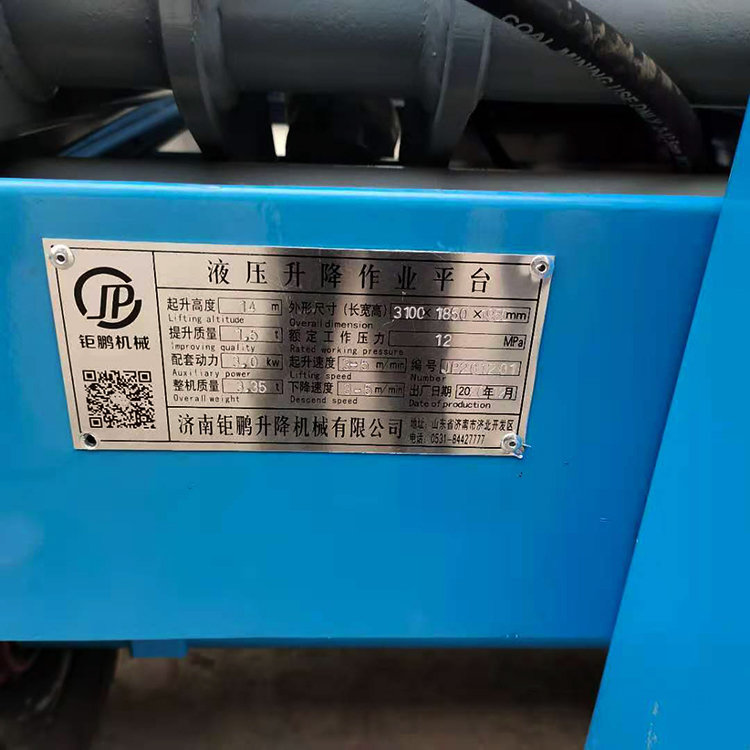 COAL MINING USE ONLY
JP
钜鹏机械
液压升降作业平台
起升高度 14 m 外形尺寸(长宽高) 3100×1850× mm
Lifting altitude Overall dimension
提升质量 1.5 t 额定工作压力 12 MPa
Improving quality Rated working pressure
配套动力 3.0 kw 起升速度 m/min 编号
Auxiliary power Lifting speed Number
整机质量 3.35 t 下降速度 m/min 出厂日期 20 年 月
Overall weight Descend speed Date of production
济南钜鹏升降机械有限公司
地址:山东省济南市济北开发区
电话:0531-84427777